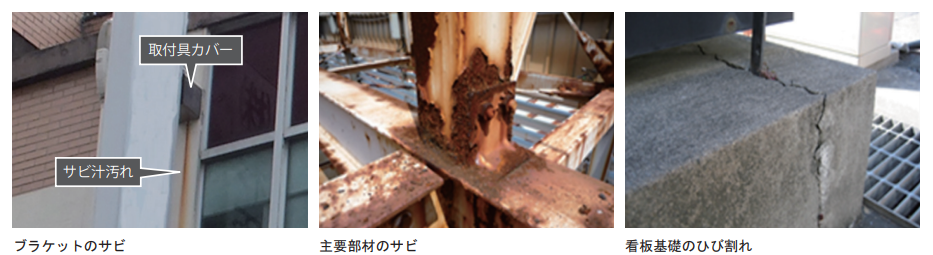 取付具カバー
サビ汁汚れ
ブラケットのサビ
主要部材のサビ
看板基礎のひび割れ